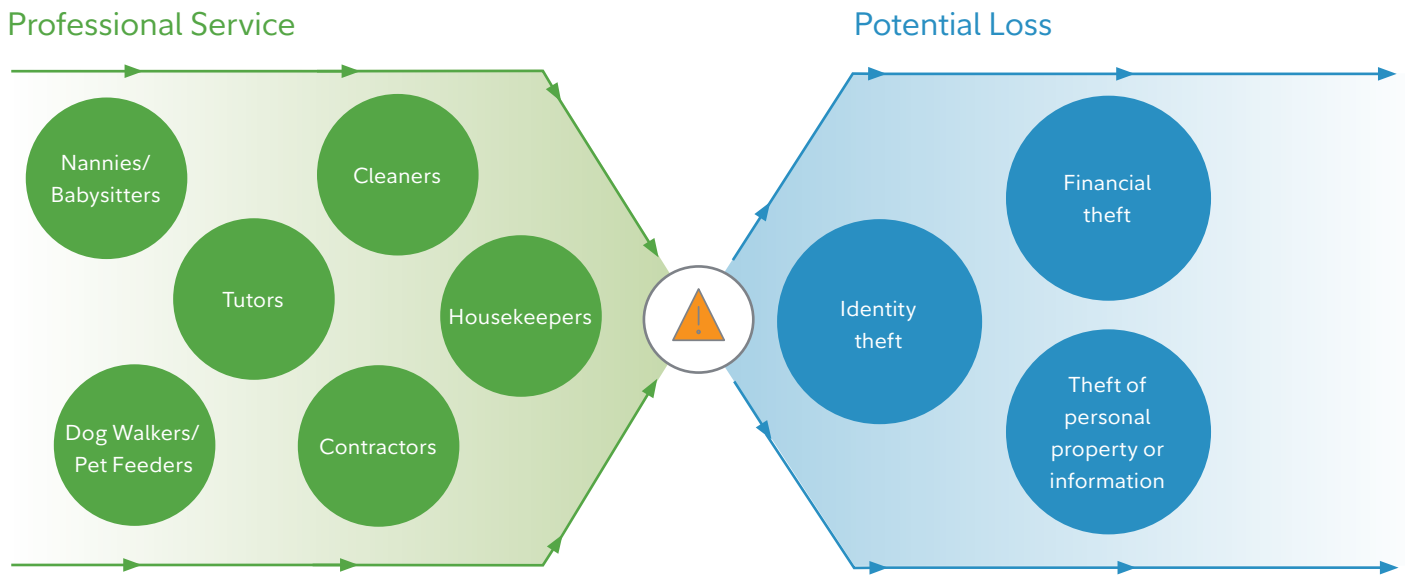 Professional Service
Potential Loss
Nannies/
Babysitters
Cleaners
Tutors
Housekeepers
Dog Walkers/
Pet Feeders
Contractors
!
Identity
theft
Financial
theft
Theft of
personal
property or
information